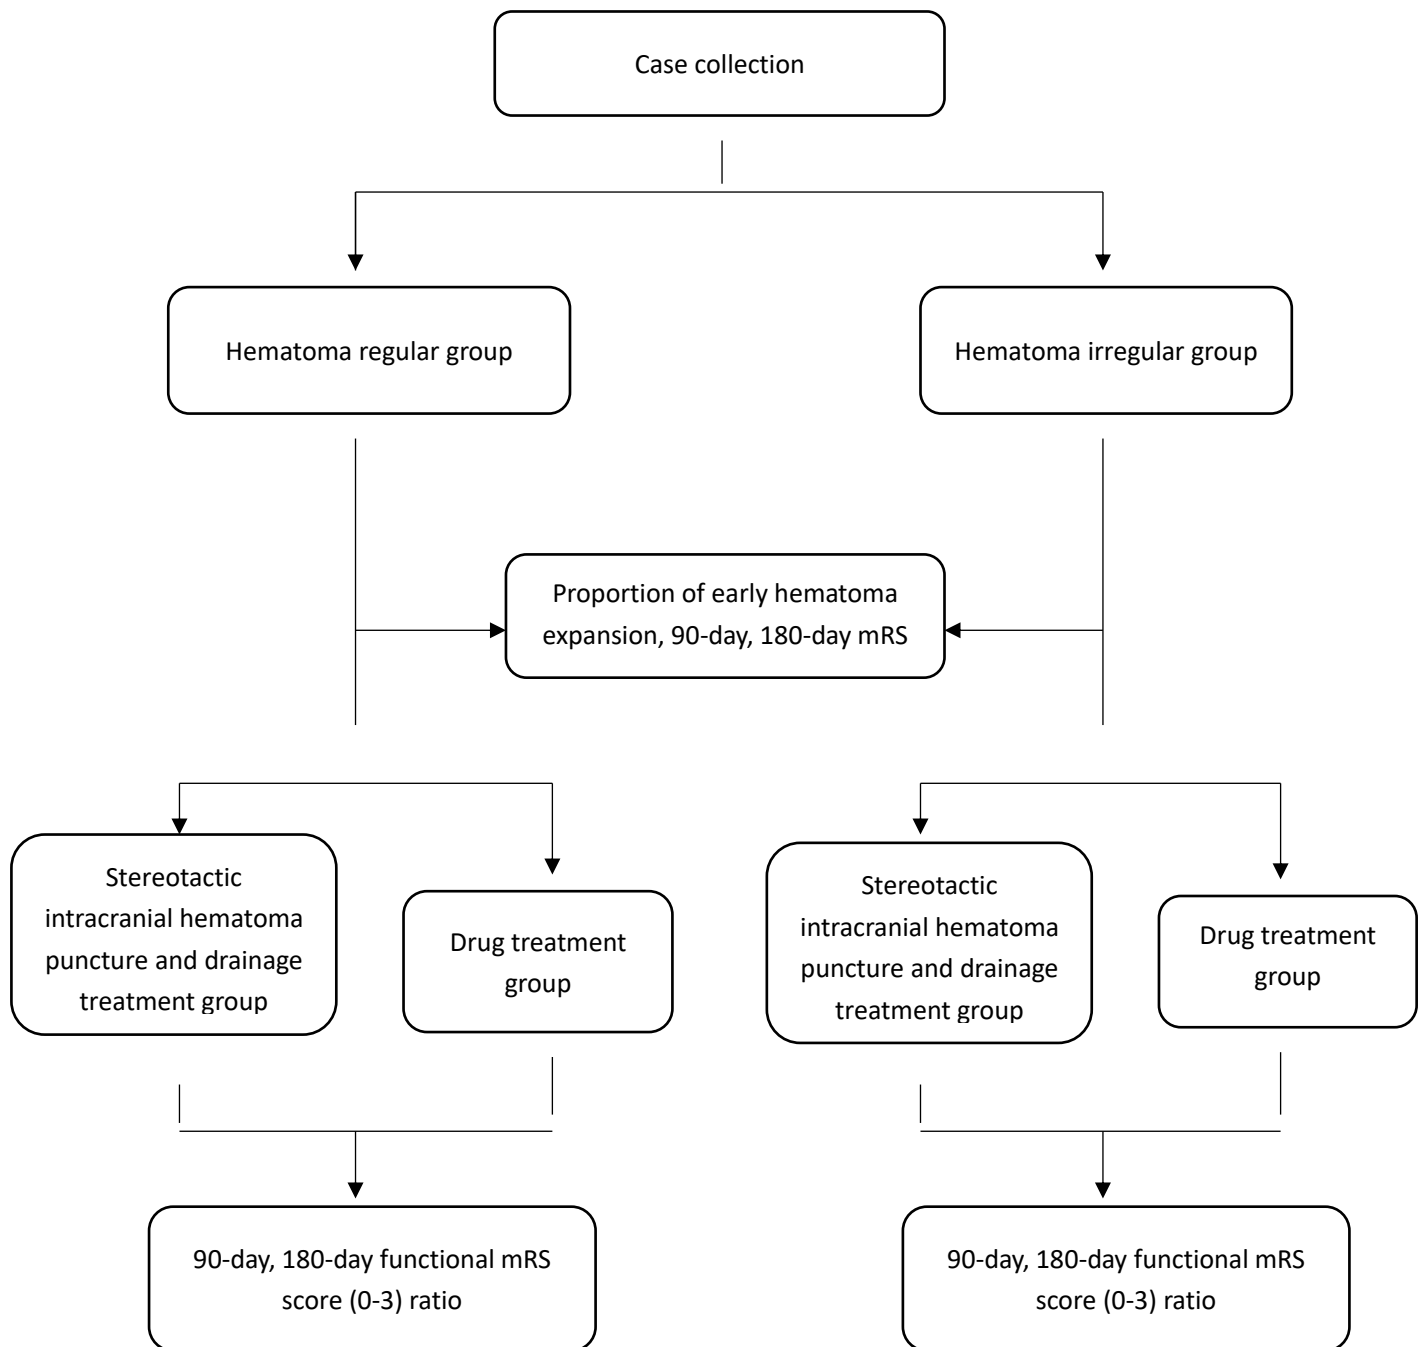 Case collection
Hematoma regular group
Hematoma irregular group
Proportion of early hematoma
expansion, 90-day, 180-day mRS
Stereotactic
intracranial hematoma
puncture and drainage
treatment group
Drug treatment
group
Stereotactic
intracranial hematoma
puncture and drainage
treatment group
Drug treatment
group
90-day, 180-day functional mRS
score (0-3) ratio
90-day, 180-day functional mRS
score (0-3) ratio